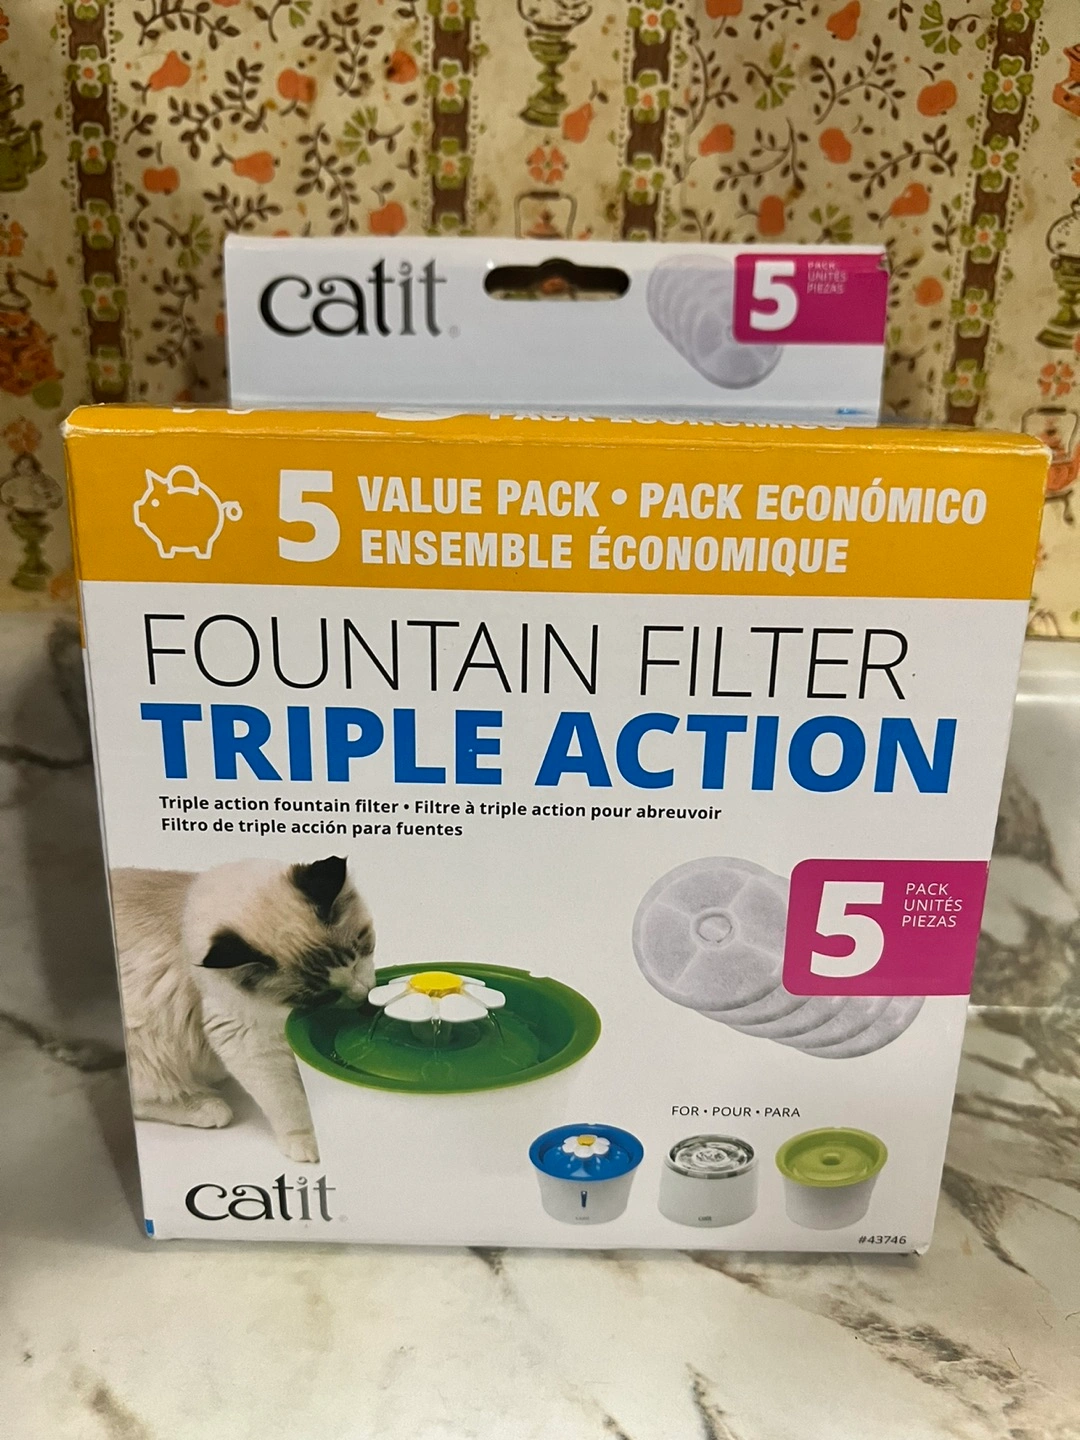 catit®
5 PACK
UNITÉS
PIEZAS
PACK ECONÓMICO
5 VALUE PACK • PACK ECONÓMICO
ENSEMBLE ÉCONOMIQUE
FOUNTAIN FILTER
TRIPLE ACTION
Triple action fountain filter • Filtre à triple action pour abreuvoir
Filtro de triple acción para fuentes
5 PACK
UNITÉS
PIEZAS
FOR • POUR • PARA
catit®
#43746